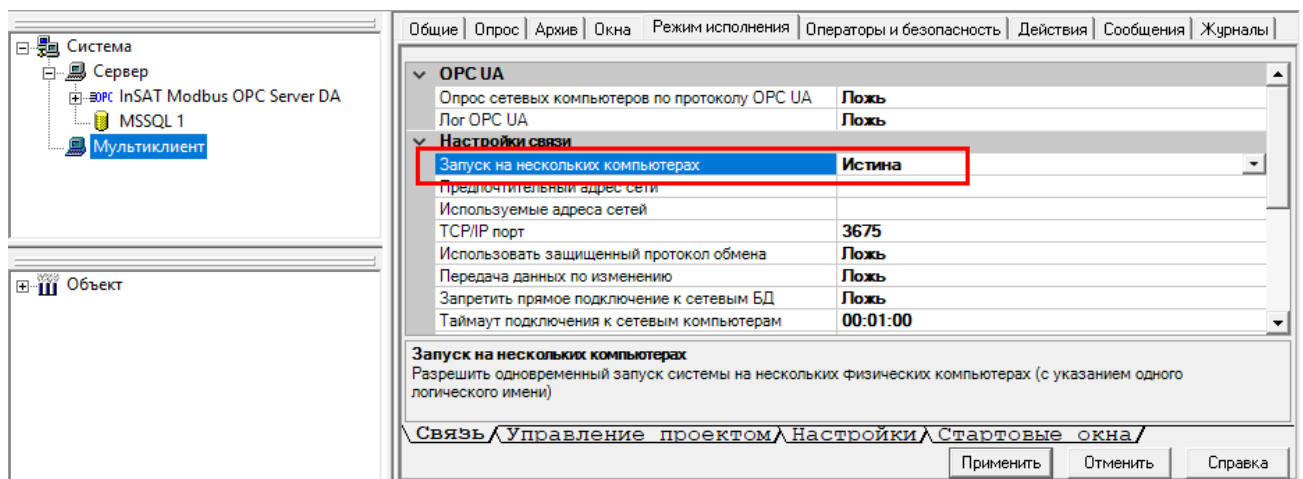 Система
Сервер
OPC InSAT Modbus OPC Server DA
MSSQL 1
Мультиклиент
Объект
Общие Опрос Архив Окна Режим исполнения Операторы и безопасность Действия Сообщения Журналы
OPC UA
Опрос сетевых компьютеров по протоколу OPC UA Ложь
Лог OPC UA Ложь
Настройки связи
Запуск на нескольких компьютерах Истина
Предпочтительный адрес сети
Используемые адреса сетей
TCP/IP порт 3675
Использовать защищенный протокол обмена Ложь
Передача данных по изменению Ложь
Запретить прямое подключение к сетевым БД Ложь
Таймаут подключения к сетевым компьютерам 00:01:00
Запуск на нескольких компьютерах
Разрешить одновременный запуск системы на нескольких физических компьютерах (с указанием одного
логического имени)
Связь Управление проектом Настройки Стартовые окна
Применить Отменить Справка